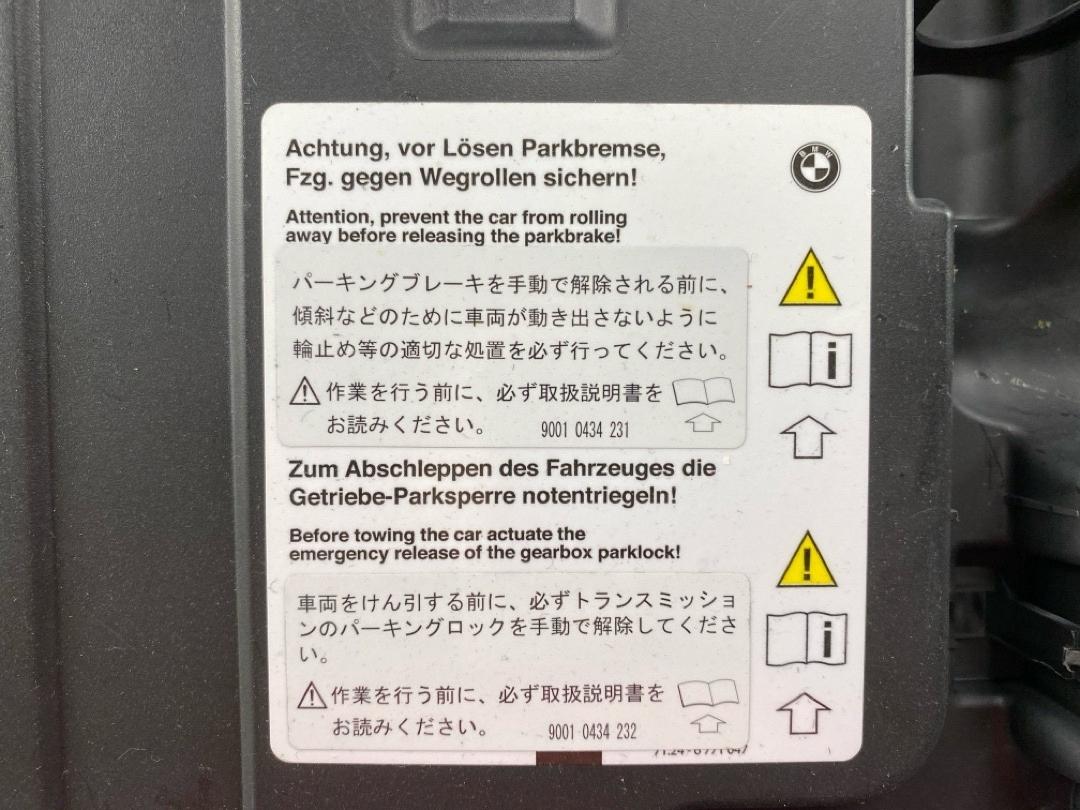 Achtung, vor Lösen Parkbremse,
Fzg. gegen Wegrollen sichern!
BMW
Attention, prevent the car from rolling
away before releasing the parkbrake!
パーキングブレーキを手動で解除される前に、
傾斜などのために車両が動き出さないように
輪止め等の適切な処置を必ず行ってください。
作業を行う前に、必ず取扱説明書を
お読みください。
9001 0434 231
Zum Abschleppen des Fahrzeuges die
Getriebe-Parksperre notentriegeln!
Before towing the car actuate the
emergency release of the gearbox parklock!
車両をけん引する前に、必ずトランスミッショ
ンのパーキングロックを手動で解除してくださ
い。
作業を行う前に、必ず取扱説明書を
お読みください。
9001 0434 232